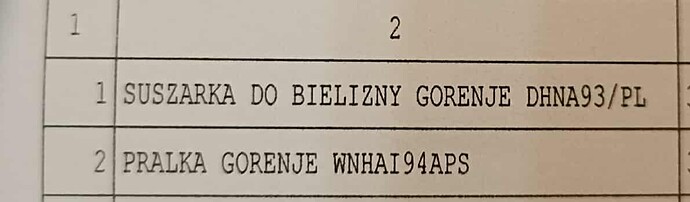 1 2
1 SUSZARKA DO BIELIZNY GORENJE DHNA93/PL
2 PRALKA GORENJE WNHAI94APS